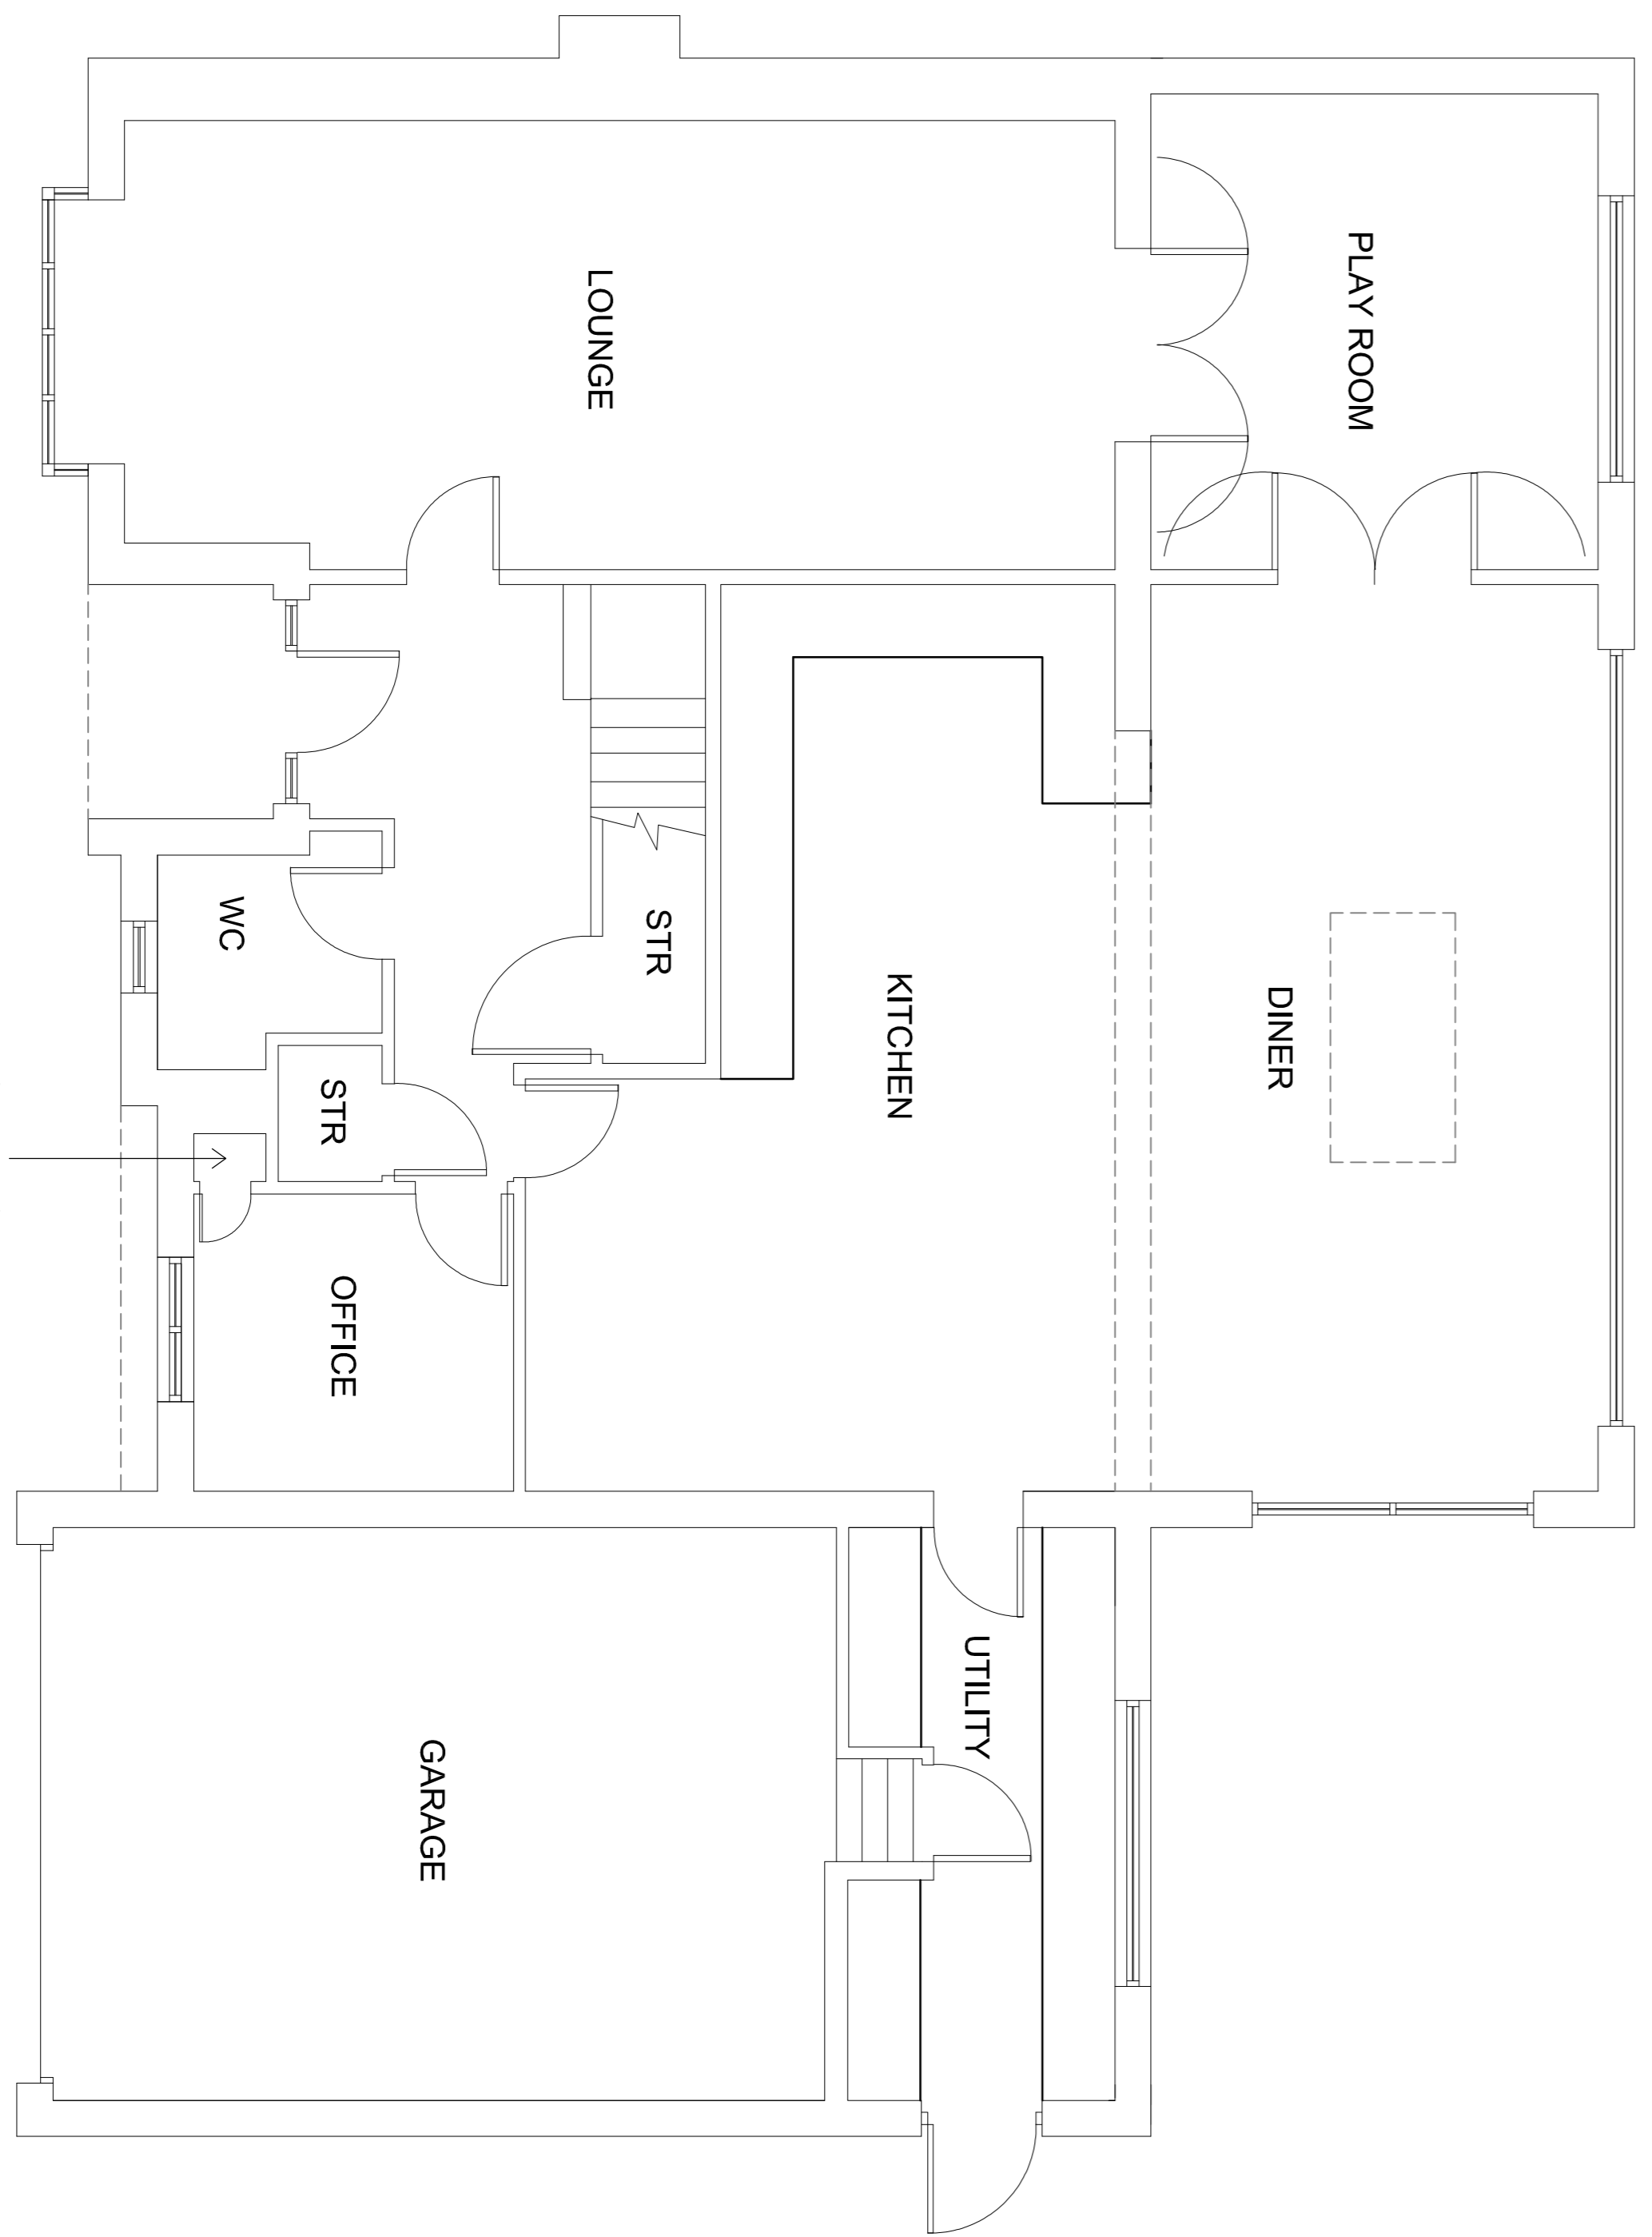 PLAY ROOM
LOUNGE
DINER
KITCHEN
STR
WC
STR
OFFICE
UTILITY
GARAGE